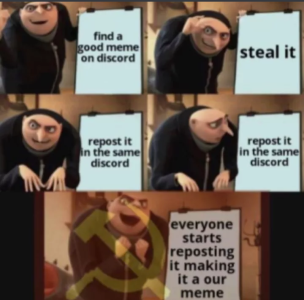 find a
good meme
on discord
steal it
repost it
in the same
discord
repost it
in the same
discord
everyone
starts
reposting
it making
it a our
meme